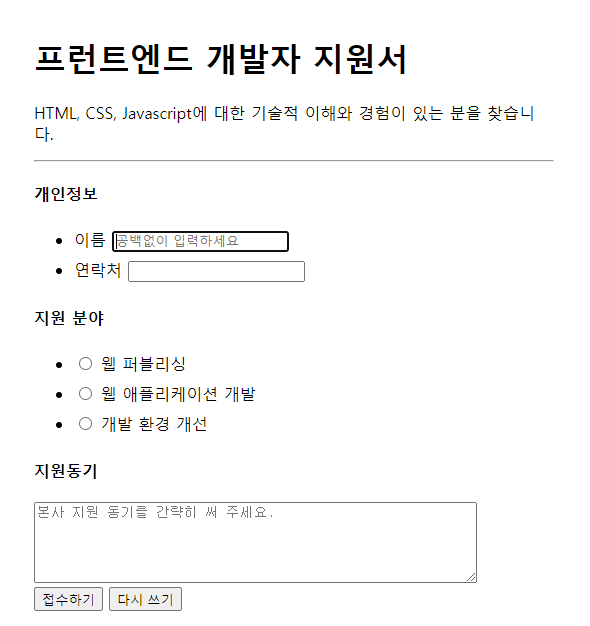 프런트엔드 개발자 지원서
HTML, CSS, Javascript에 대한 기술적 이해와 경험이 있는 분을 찾습니
다.
개인정보
이름 공백없이 입력하세요
연락처
지원 분야
웹 퍼블리싱
웹 애플리케이션 개발
개발 환경 개선
지원동기
본사 지원 동기를 간략히 써 주세요.
접수하기 다시 쓰기